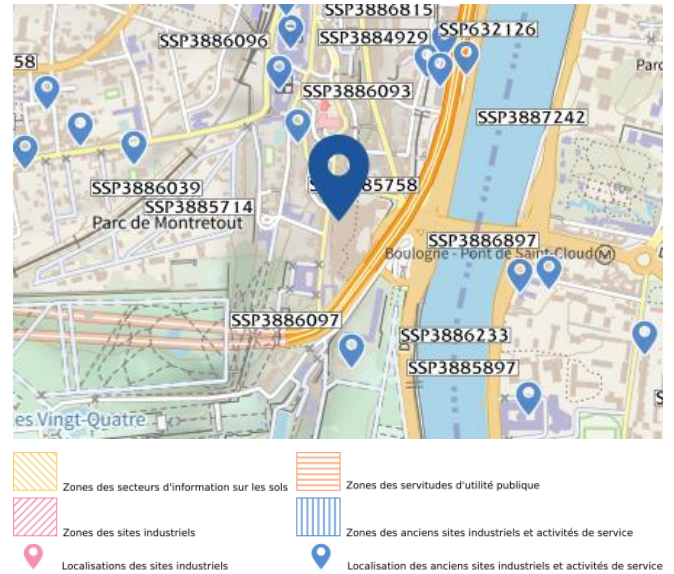 SSP3886815
SSP3886096
SSP3884929
SSP632126
58
Parc
SSP3886093
SSP3887242
SSP3886039
85758
SSP3885714
Parc de Montretout
SSP3886897
Boulogne - Pont de Saint-Cloud
M
SSP3886097
SSP3886233
SSP3885897
es Vingt-Quatre
Zones des secteurs d'information sur les sols
Zones des servitudes d'utilité publique
Zones des sites industriels
Zones des anciens sites industriels et activités de service
Localisations des sites industriels
Localisation des anciens sites industriels et activités de service